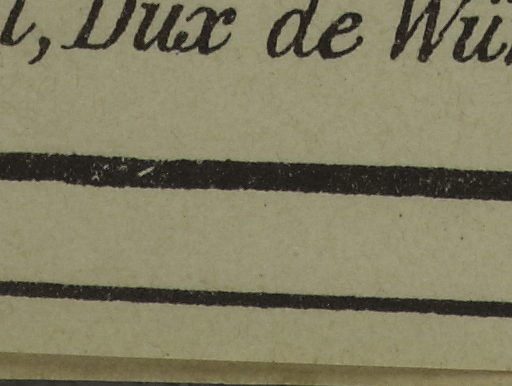 , Dux de